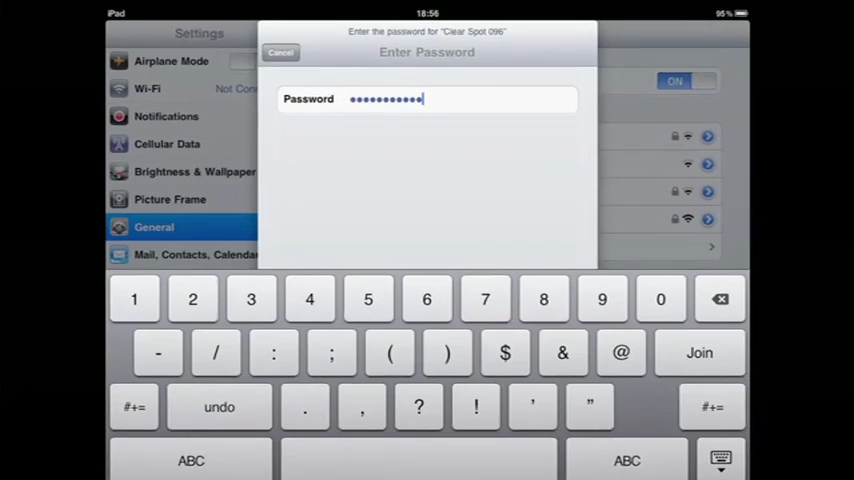 iPad 18:56 95%
Settings
Enter the password for "Clear Spot 096"
Cancel Enter Password
Airplane Mode
Wi-Fi Not Con
Notifications
Cellular Data
Brightness & Wallpaper
Picture Frame
General
Mail, Contacts, Calendar
ON
Password •••••••••••
1 2 3 4 5 6 7 8 9 0
- / : ; ( ) $ & @ Join
#+= undo . , ? ! ' " #+=
ABC ABC